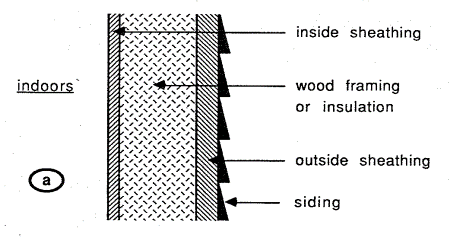 inside sheathing
indoors
wood framing
or insulation
outside sheathing
a
siding